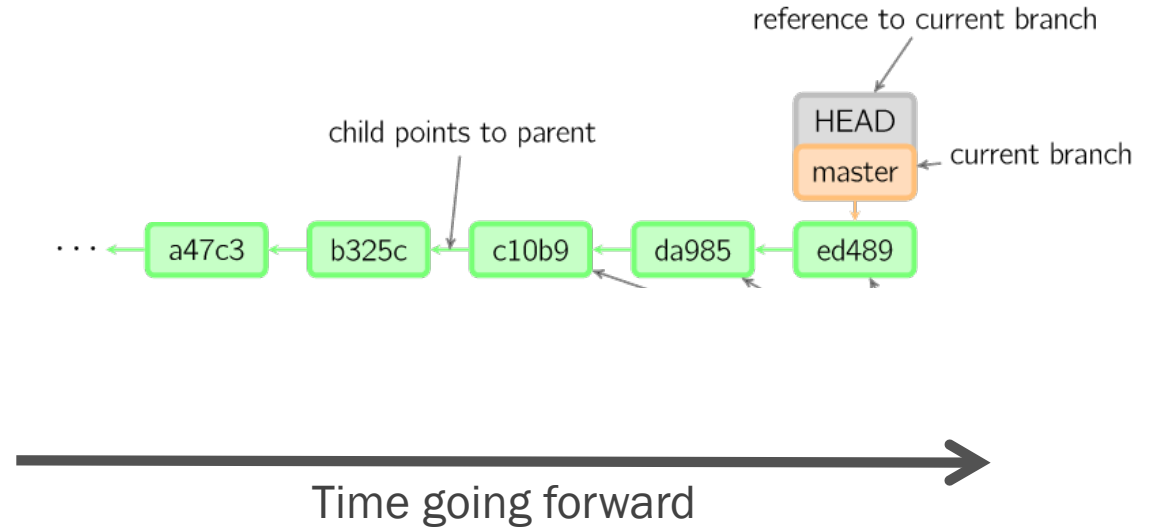 reference to current branch
HEAD
child points to parent
current branch
master
... a47c3 b325c c10b9 da985 ed489
Time going forward